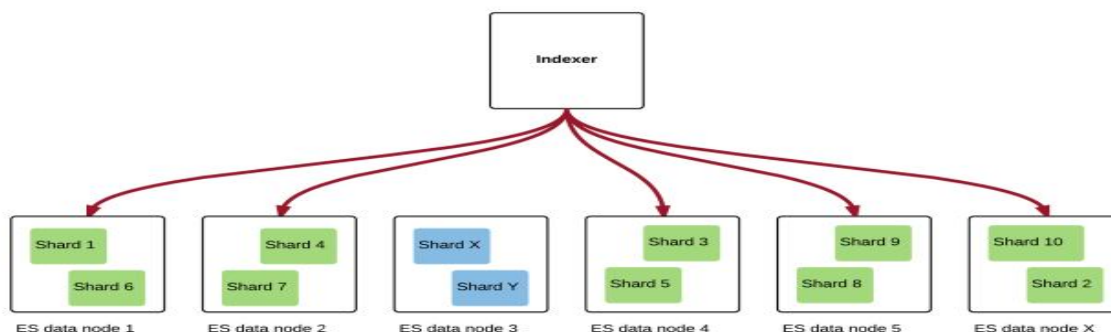 Indexer
Shard 1
Shard 6
Shard 4
Shard 7
Shard X
Shard Y
Shard 3
Shard 5
Shard 9
Shard 8
Shard 10
Shard 2
ES data node 1
ES data node 2
ES data node 3
ES data node 4
ES data node 5
ES data node X